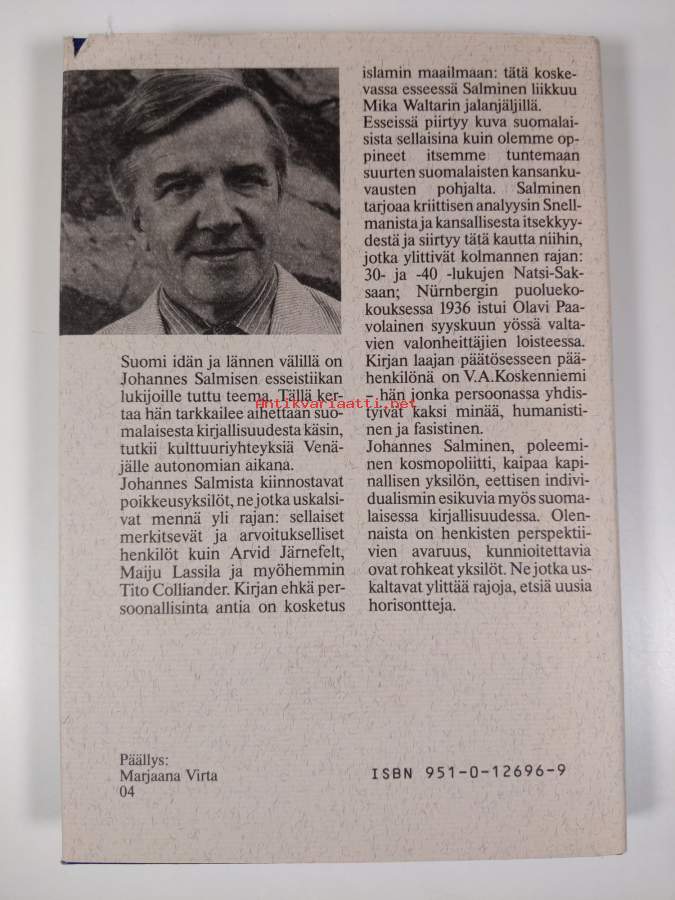 Suomi idän ja lännen välillä on
Johannes Salmisen esseistiikan
lukijoille tuttu teema. Tällä ker-
taa hän tarkkailee aihettaan suo-
malaisesta kirjallisuudesta käsin,
tutkii kulttuuriyhteyksiä Venä-
jälle autonomian aikana.
Johannes Salmista kiinnostavat
poikkeusyksilöt, ne jotka uskalsi-
vat mennä yli rajan: sellaiset
merkitsevät ja arvoitukselliset
henkilöt kuin Arvid Järnefelt,
Maiju Lassila ja myöhemmin
Tito Colliander. Kirjan ehkä per-
soonallisinta antia on kosketus
islamin maailmaan: tätä koske-
vassa esseessä Salminen liikkuu
Mika Waltarin jalanjäljillä.
Esseissä piirtyy kuva suomalai-
sista sellaisina kuin olemme op-
pineet itsemme tuntemaan
suurten suomalaisten kansanku-
vausten pohjalta. Salminen
tarjoaa kriittisen analyysin Snell-
manista ja kansallisesta itsekkyy-
destä ja siirtyy tätä kautta niihin,
jotka ylittivät kolmannen rajan:
30- ja -40 -lukujen Natsi-Sak-
saan; Nürnbergin puolueko-
kouksessa 1936 istui Olavi Paa-
volainen syyskuun yössä valta-
vien valonheittäjien loisteessa.
Kirjan laajan päätösesseen pää-
henkilönä on V.A.Koskenniemi
– hän jonka persoonassa yhdis-
tyivät kaksi minää, humanisti-
nen ja fasistinen.
Johannes Salminen, poleemi-
nen kosmopoliitti, kaipaa kapi-
nallisen yksilön, eettisen indivi-
dualismin esikuvia myös suoma-
laisessa kirjallisuudessa. Olen-
naista on henkisten perspektii-
vien avaruus, kunnioitettavia
ovat rohkeat yksilöt. Ne jotka us-
kaltavat ylittää rajoja, etsiä uusia
horisontteja.
Antikvariaatti.net
Päällys:
Marjaana Virta
04
ISBN 951-0-12696-9